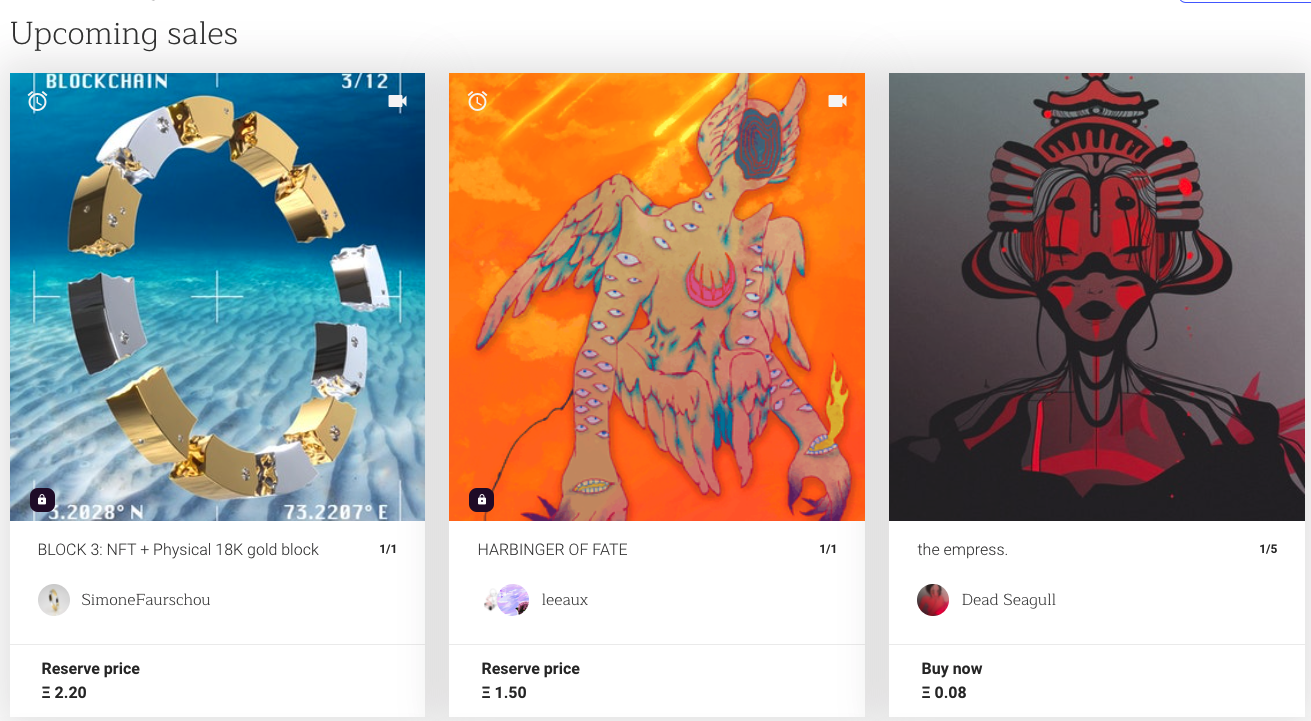 Upcoming sales
BLOCKCHAIN 3/12
3.2028° N 73.2207° E
BLOCK 3: NFT + Physical 18K gold block 1/1
SimoneFaurschou
Reserve price
Ξ 2.20
HARBINGER OF FATE 1/1
leeaux
Reserve price
Ξ 1.50
the empress. 1/5
Dead Seagull
Buy now
Ξ 0.08